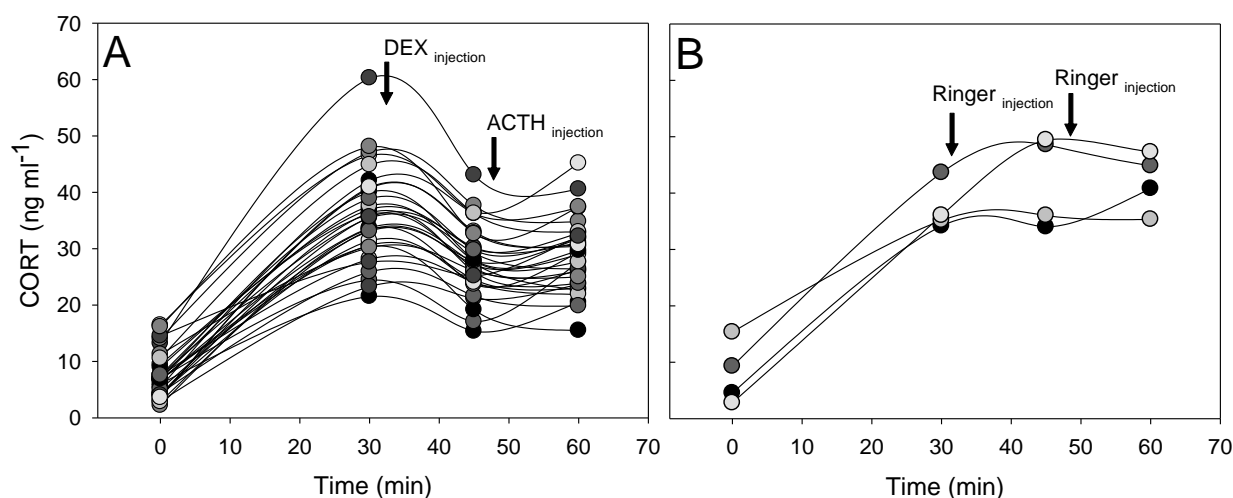 A
DEX injection
ACTH injection
70
60
50
40
30
20
10
0
CORT (ng ml-1)
0 10 20 30 40 50 60 70
Time (min)
B
Ringer injection
Ringer injection
0 10 20 30 40 50 60 70
Time (min)